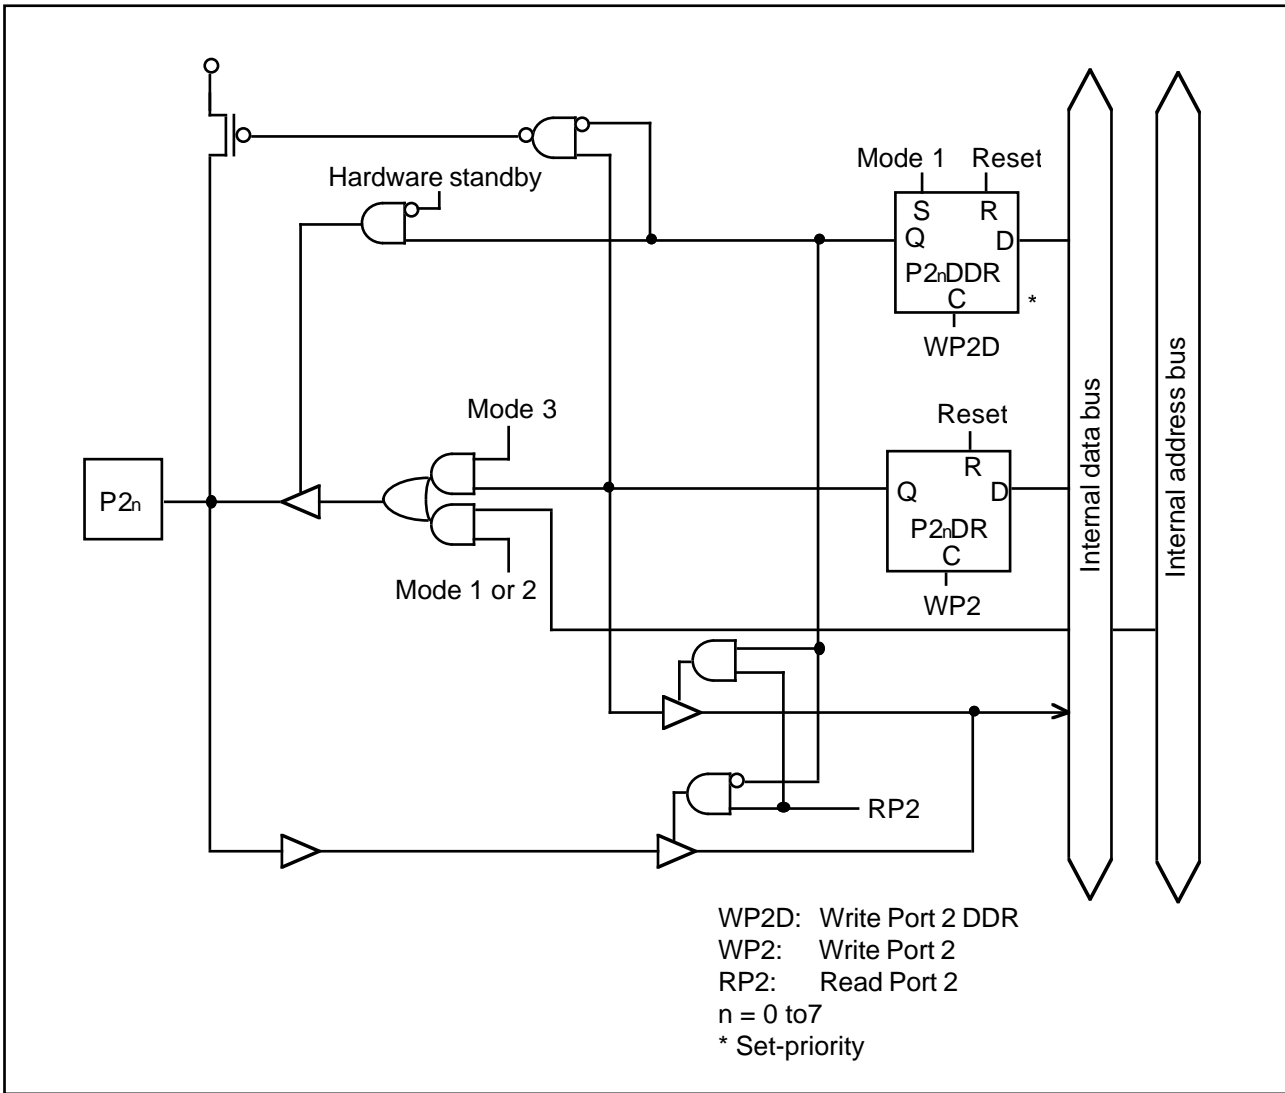 Hardware standby
Mode 1 Reset
S R
Q D
P2nDDR
C *
WP2D
Mode 3
Reset
R
Q D
P2nDR
C
WP2
P2n
Mode 1 or 2
RP2
Internal data bus
Internal address bus
WP2D: Write Port 2 DDR
WP2: Write Port 2
RP2: Read Port 2
n = 0 to7
* Set-priority